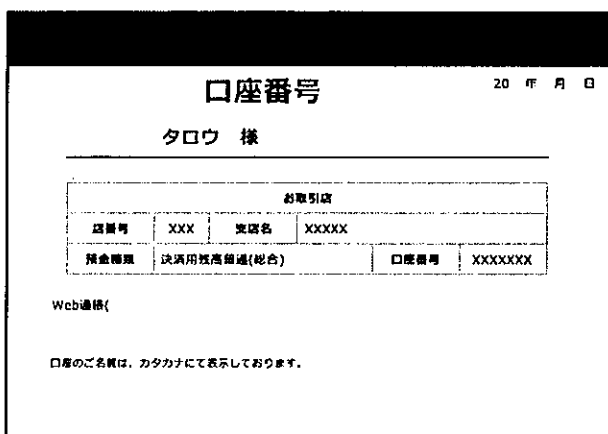 口座番号
20 年 月 日
タロウ 様
お取引店
店番号 XXX 支店名 XXXXX
預金種類 決済用残高普通(総合) 口座番号 XXXXXXX
Web通帳(
口座のご名義は、カタカナにて表示しております。